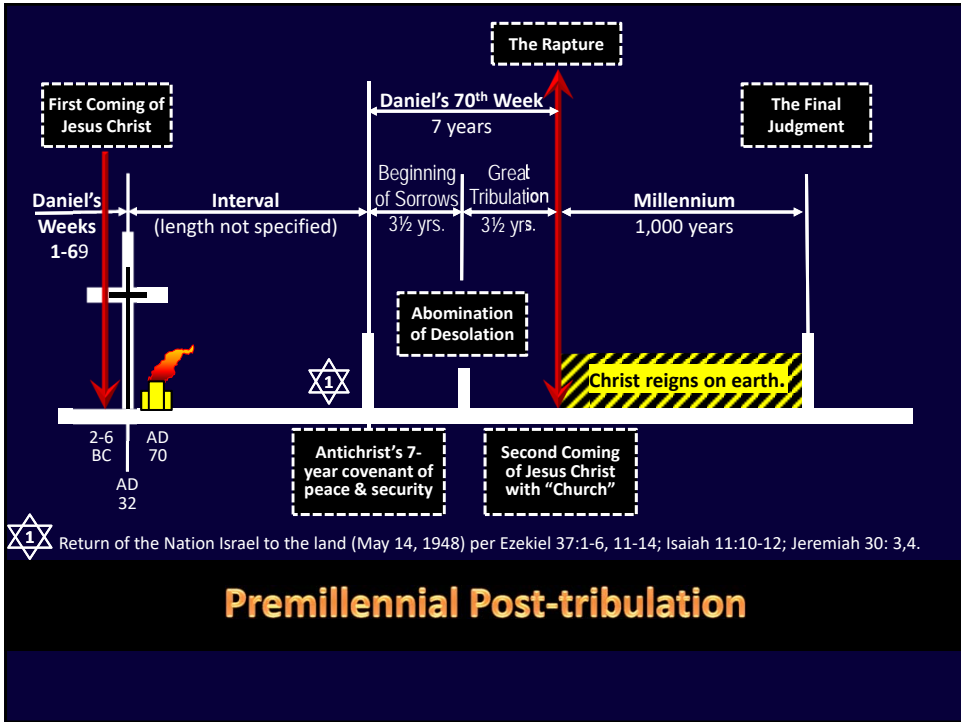 The Rapture
First Coming of
Jesus Christ
Daniel's 70th Week
7 years
The Final
Judgment
Daniel's
Weeks
1-69
Interval
(length not specified)
Beginning
of Sorrows
3½ yrs.
Great
Tribulation
3½ yrs.
Millennium
1,000 years
Abomination
of Desolation
1
Christ reigns on earth.
2-6
BC
AD
70
AD
32
Antichrist's 7-
year covenant of
peace & security
Second Coming
of Jesus Christ
with “Church”
1 Return of the Nation Israel to the land (May 14, 1948) per Ezekiel 37:1-6, 11-14; Isaiah 11:10-12; Jeremiah 30: 3,4.
Premillennial Post-tribulation